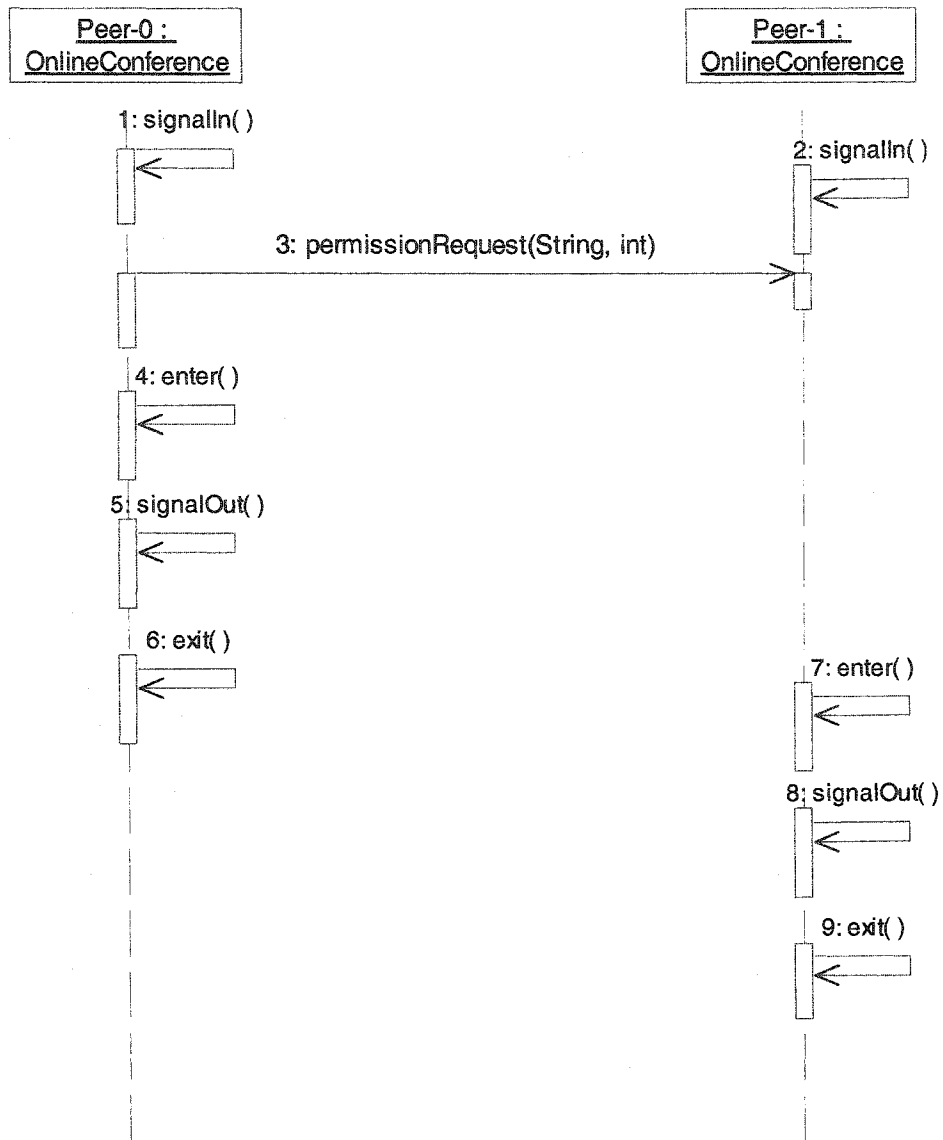 Peer-0 :
OnlineConference
Peer-1 :
OnlineConference
1: signalIn( )
2: signalIn( )
3: permissionRequest(String, int)
4: enter( )
5: signalOut( )
6: exit( )
7: enter( )
8: signalOut( )
9: exit( )